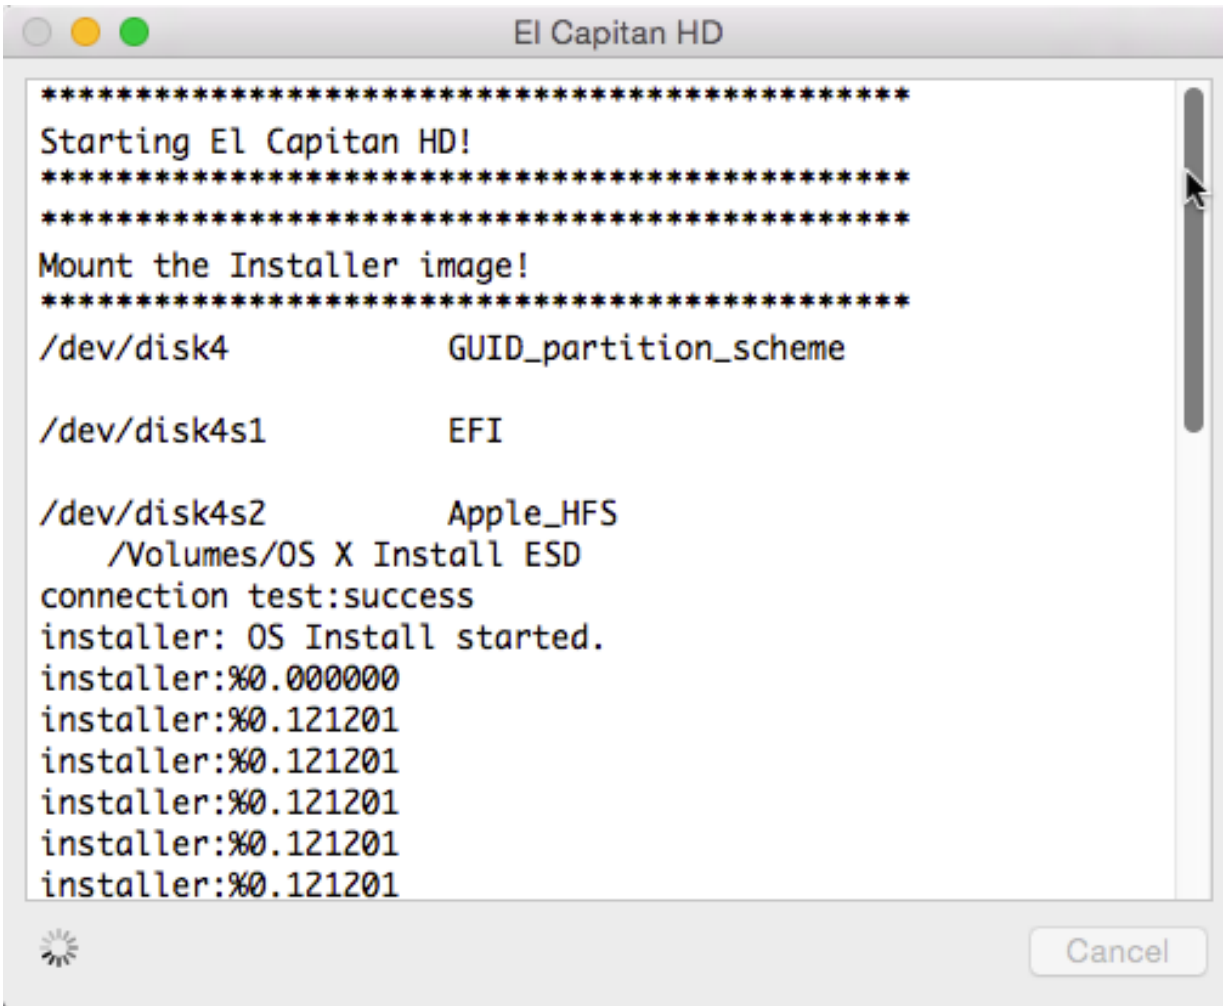 El Capitan HD
**********************************************
Starting El Capitan HD!
**********************************************
**********************************************
Mount the Installer image!
**********************************************
/dev/disk4 GUID_partition_scheme
/dev/disk4s1 EFI
/dev/disk4s2 Apple_HFS
/Volumes/OS X Install ESD
connection test:success
installer: OS Install started.
installer:%0.000000
installer:%0.121201
installer:%0.121201
installer:%0.121201
installer:%0.121201
installer:%0.121201
Cancel